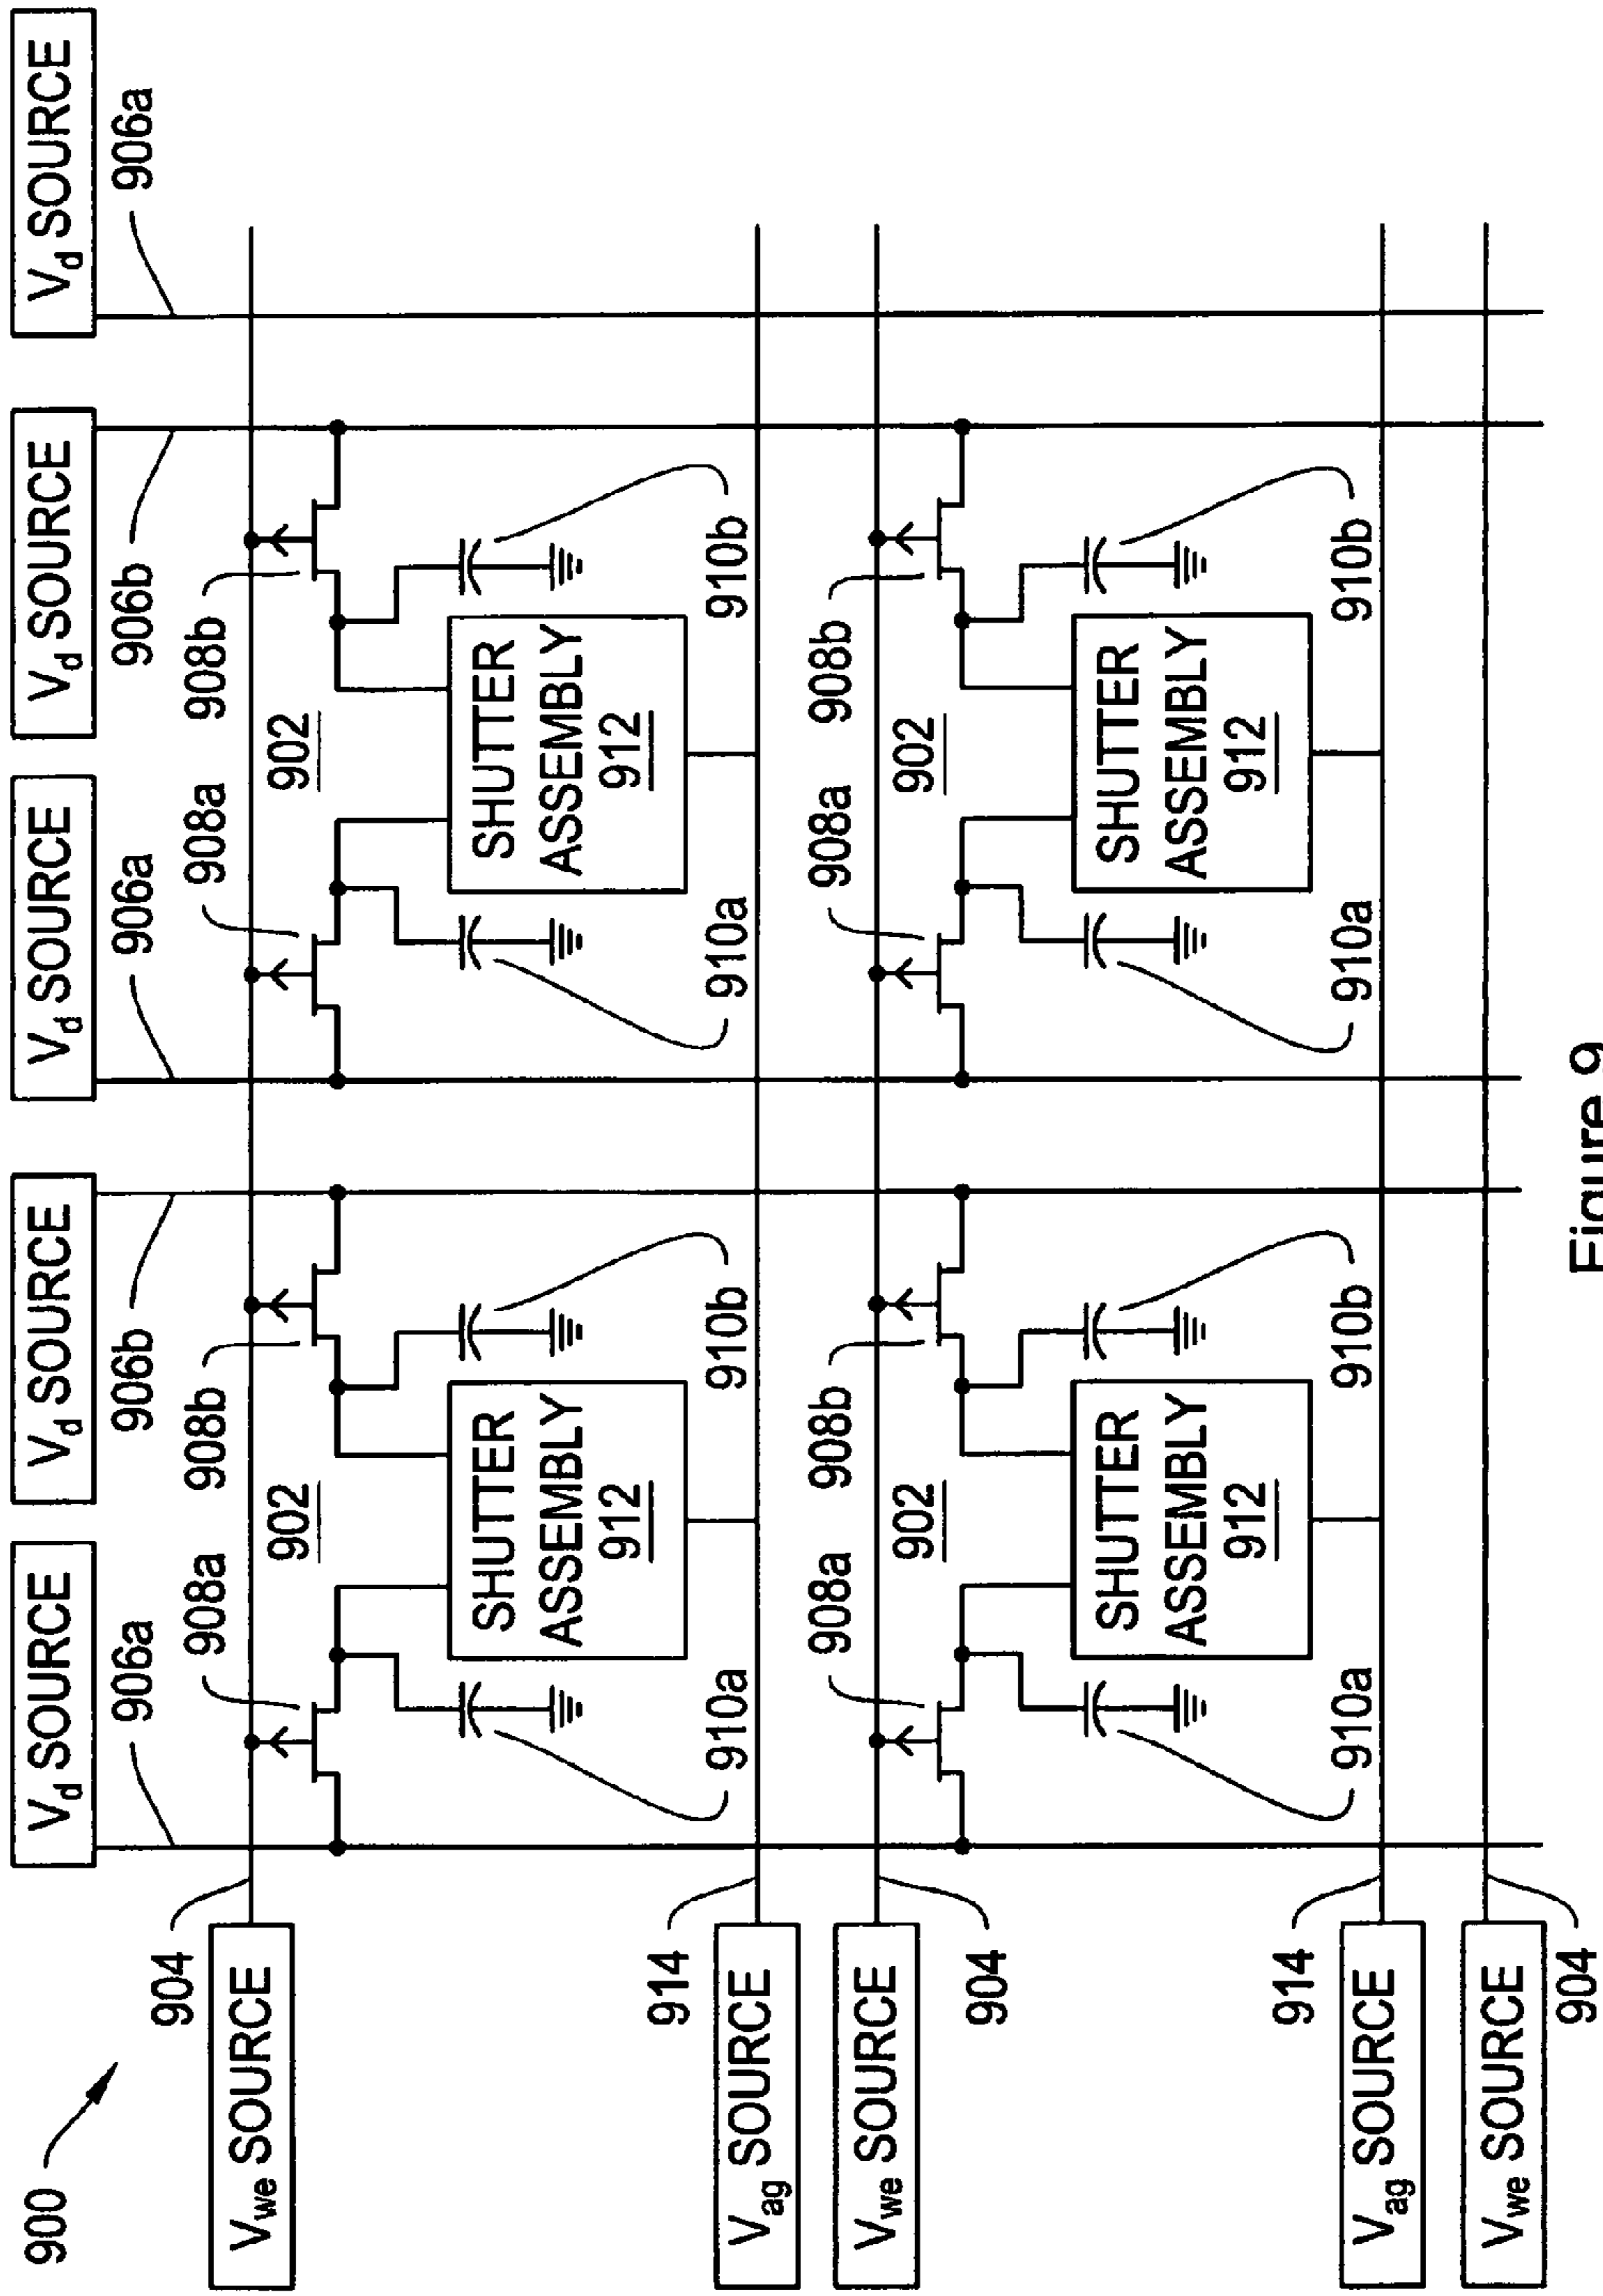 900 V_d SOURCE V_d SOURCE V_d SOURCE V_d SOURCE V_d SOURCE
906a 906b 906a 906b 906a
904 908a 908b 908a 908b
V_we SOURCE 902 902
SHUTTER SHUTTER
ASSEMBLY ASSEMBLY
912 912
914 910a 910b 910a 910b
V_ag SOURCE
908a 908b 908a 908b
V_we SOURCE 902 902
904
SHUTTER SHUTTER
ASSEMBLY ASSEMBLY
912 912
914 910a 910b 910a 910b
V_ag SOURCE
V_we SOURCE
904
Figure 9